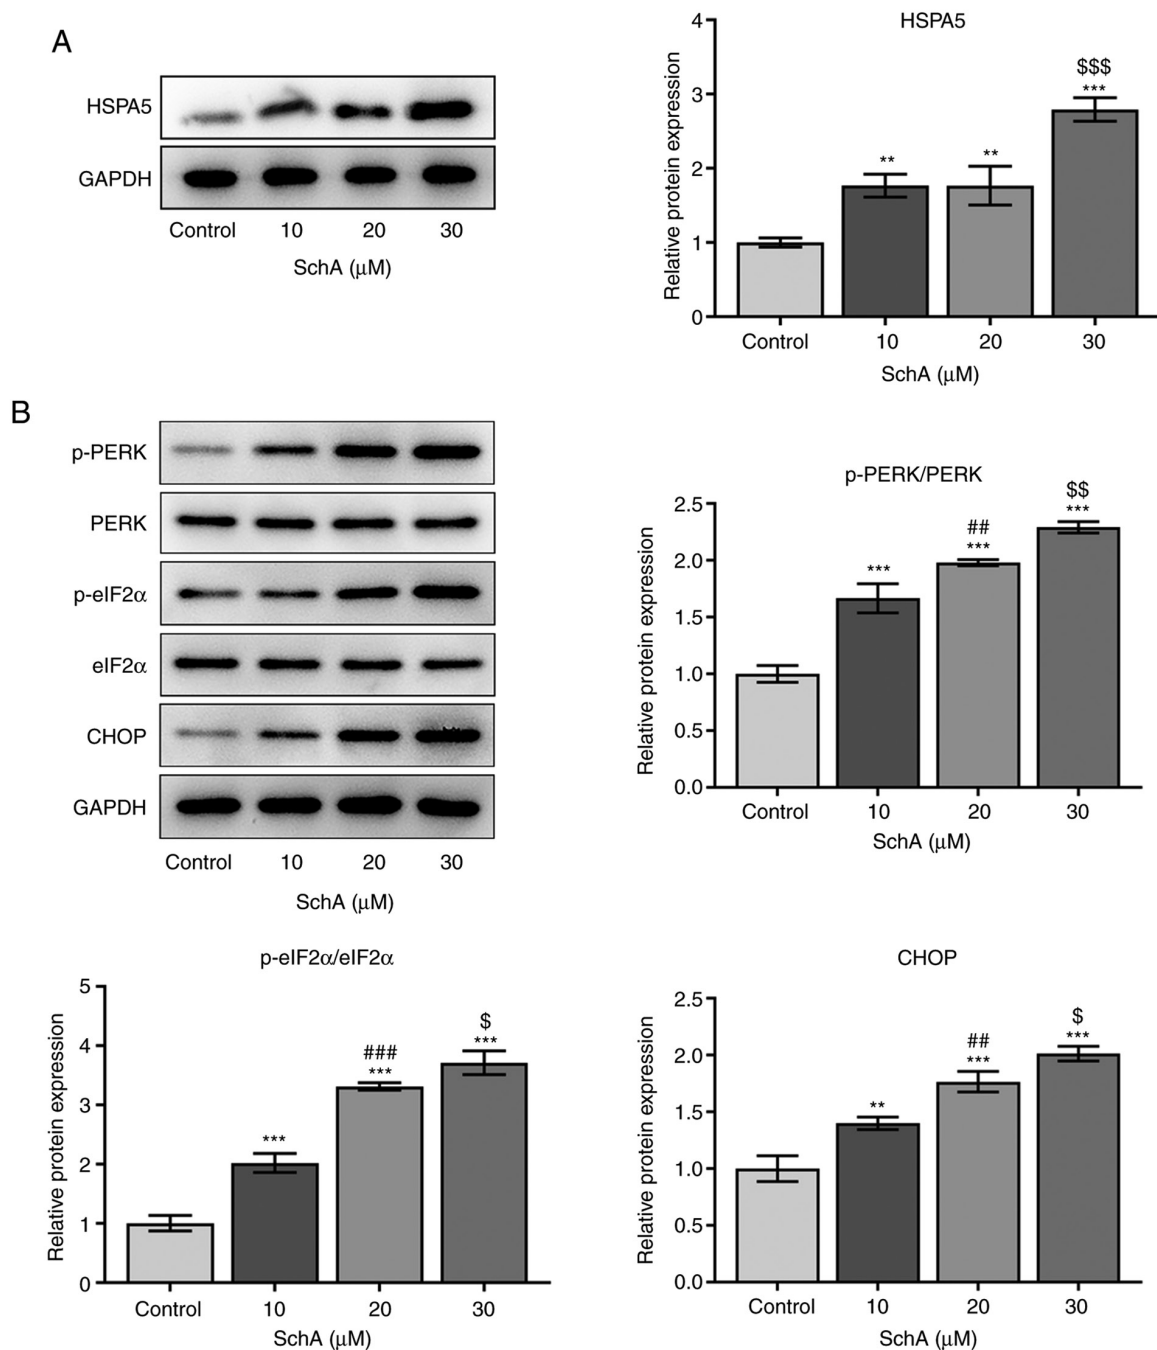 A
HSPA5
GAPDH
Control 10 20 30
SchA (μM)
HSPA5
Relative protein expression
4
3
2
1
0
** ** ***
$$$
Control 10 20 30
SchA (μM)
B
p-PERK
PERK
p-eIF2α
eIF2α
CHOP
GAPDH
Control 10 20 30
SchA (μM)
p-PERK/PERK
Relative protein expression
2.5
2.0
1.5
1.0
0.5
0.0
***
##
***
$$
***
Control 10 20 30
SchA (μM)
p-eIF2α/eIF2α
Relative protein expression
5
4
3
2
1
0
***
###
***
$
***
Control 10 20 30
SchA (μM)
CHOP
Relative protein expression
2.5
2.0
1.5
1.0
0.5
0.0
**
##
***
$
***
Control 10 20 30
SchA (μM)